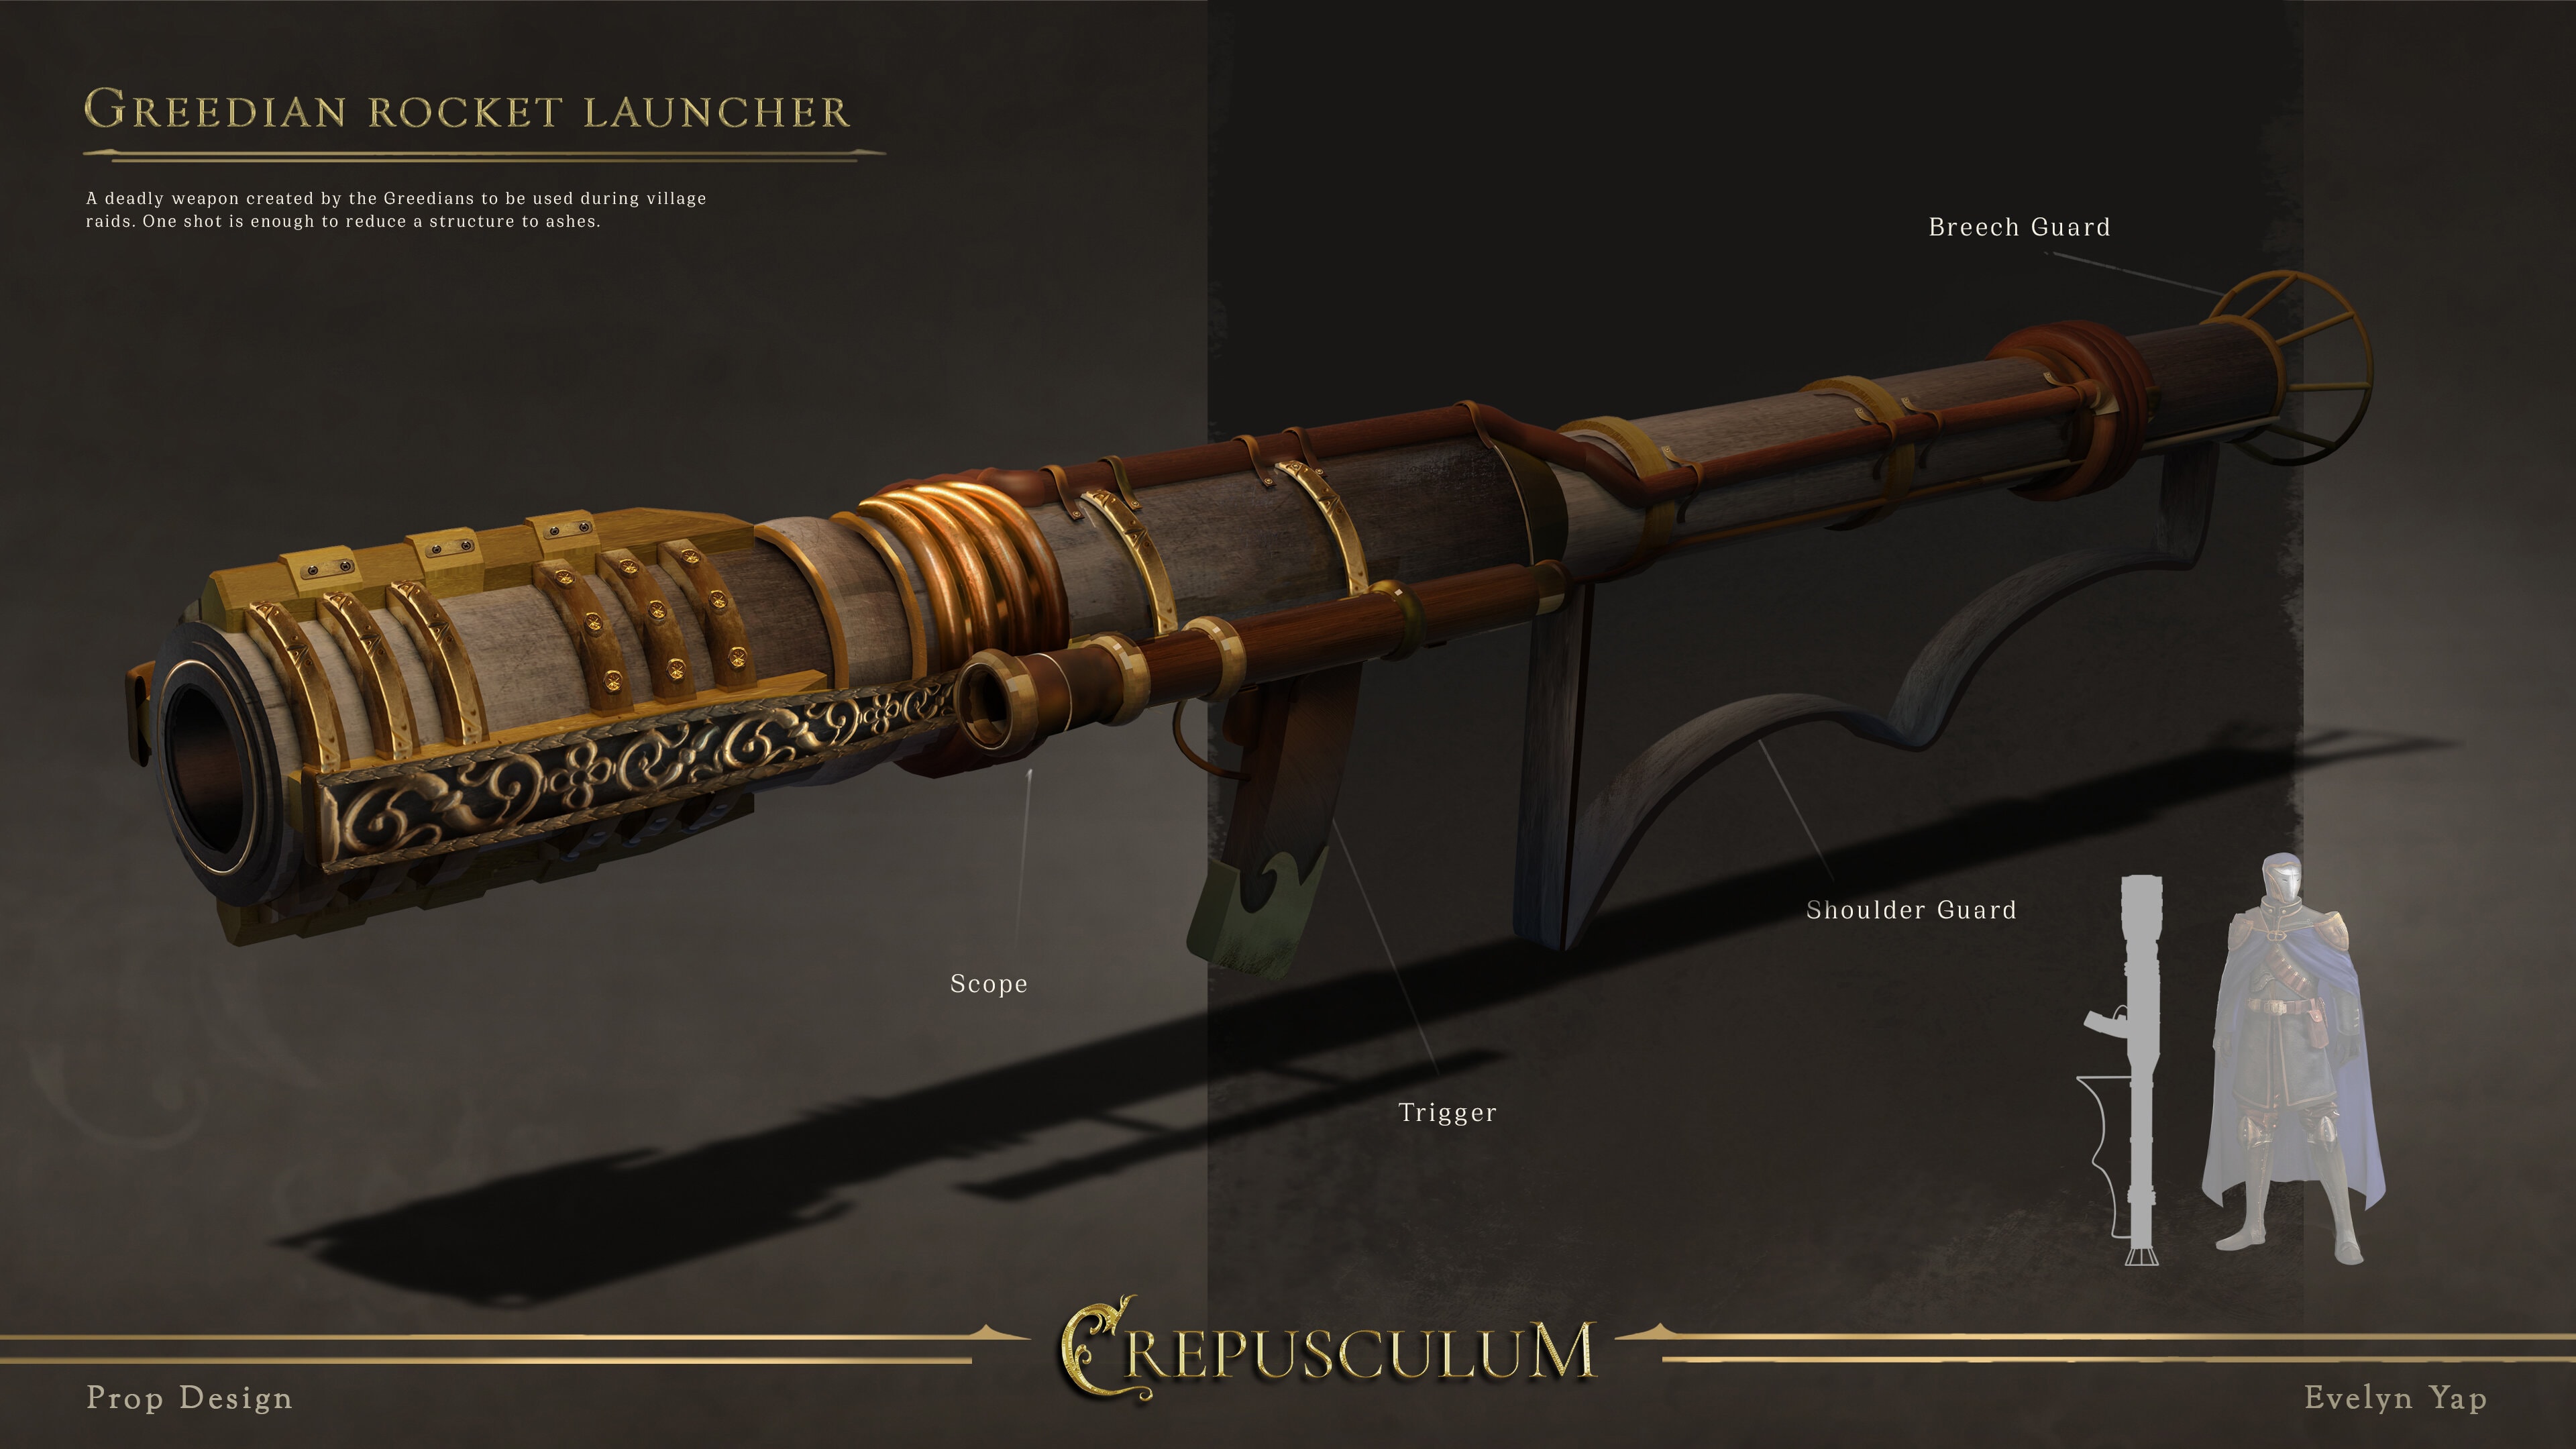 Greedian rocket launcher
A deadly weapon created by the Greedians to be used during village
raids. One shot is enough to reduce a structure to ashes.
Breech Guard
Shoulder Guard
Scope
Trigger
CrepusculuM
Prop Design
Evelyn Yap